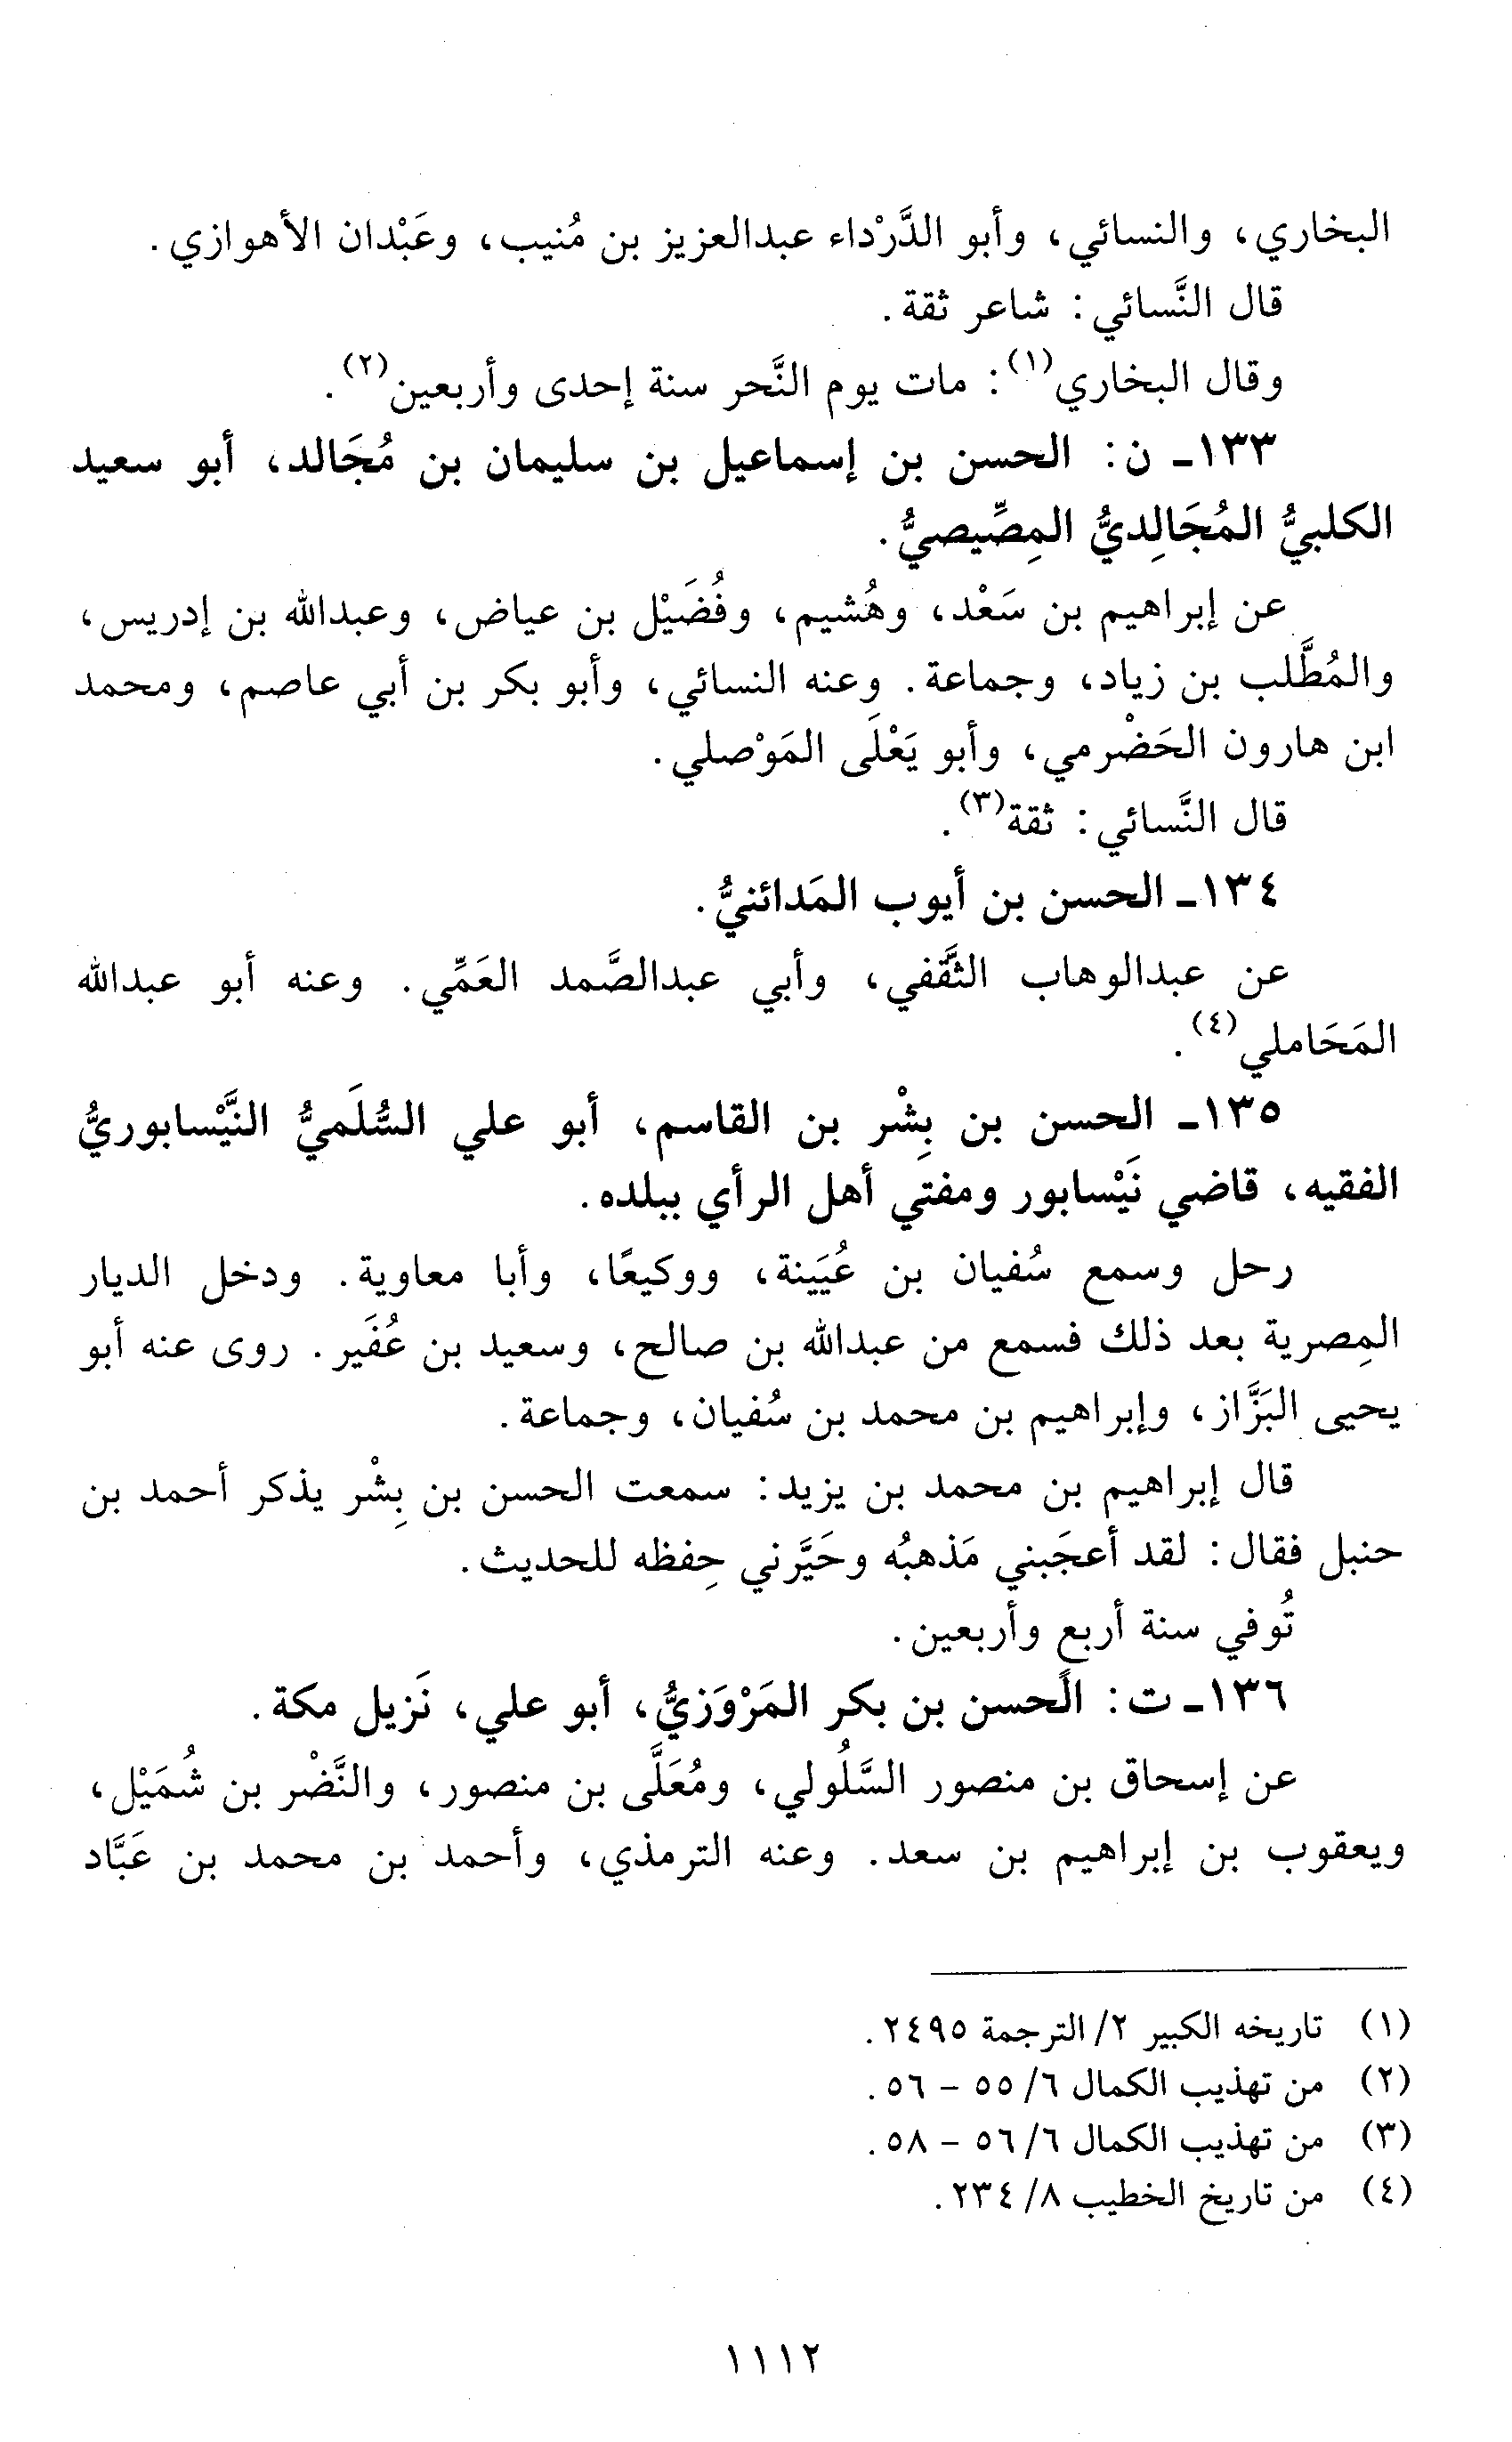 البخاري، والنسائي، وأبو الدَّرْداء عبدالعزيز بن مُنيب، وعَبْدان الأهوازي.
قال النَّسائي: شاعر ثقة.
وقال البخاري(١): مات يوم النَّحر سنة إحدى وأربعين(٢).
١٣٣ـ ن: الحسن بن إسماعيل بن سليمان بن مُجَالد، أبو سعيد
الكلبيُّ المُجَالِديُّ المِصِّيصيُّ.
عن إبراهيم بن سَعْد، وهُشيم، وفُضَيْل بن عياض، وعبدالله بن إدريس،
والمُطَّلب بن زياد، وجماعة. وعنه النسائي، وأبو بكر بن أبي عاصم، ومحمد
ابن هارون الحَضْرمي، وأبو يَعْلَى المَوْصلي.
قال النَّسائي: ثقة(٣).
١٣٤ـ الحسن بن أيوب المَدائنيُّ.
عن عبدالوهاب الثَّقفي، وأبي عبدالصَّمد العَمِّي. وعنه أبو عبدالله
المَحَاملي(٤).
١٣٥ـ الحسن بن بِشْر بن القاسم، أبو علي السُّلَميُّ النَّيْسابوريُّ
الفقيه، قاضي نَيْسابور ومفتي أهل الرأي ببلده.
رحل وسمع سُفيان بن عُيَينة، ووكيعًا، وأبا معاوية. ودخل الديار
المِصرية بعد ذلك فسمع من عبدالله بن صالح، وسعيد بن عُفَير. روى عنه أبو
يحيى البَزَّاز، وإبراهيم بن محمد بن سُفيان، وجماعة.
قال إبراهيم بن محمد بن يزيد: سمعت الحسن بن بِشْر يذكر أحمد بن
حنبل فقال: لقد أعجَبني مَذهبُه وحَيَّرني حِفظه للحديث.
تُوفي سنة أربع وأربعين.
١٣٦ـ ت: الحسن بن بكر المَرْوَزيُّ، أبو علي، نَزيل مكة.
عن إسحاق بن منصور السَّلُولي، ومُعَلَّى بن منصور، والنَّضْر بن شُمَيْل،
ويعقوب بن إبراهيم بن سعد. وعنه الترمذي، وأحمد بن محمد بن عَبَّاد
(١) تاريخه الكبير ٢/ الترجمة ٢٤٩٥.
(٢) من تهذيب الكمال ٦/ ٥٥ - ٥٦.
(٣) من تهذيب الكمال ٦/ ٥٦ - ٥٨.
(٤) من تاريخ الخطيب ٨/ ٢٣٤.
١١١٢